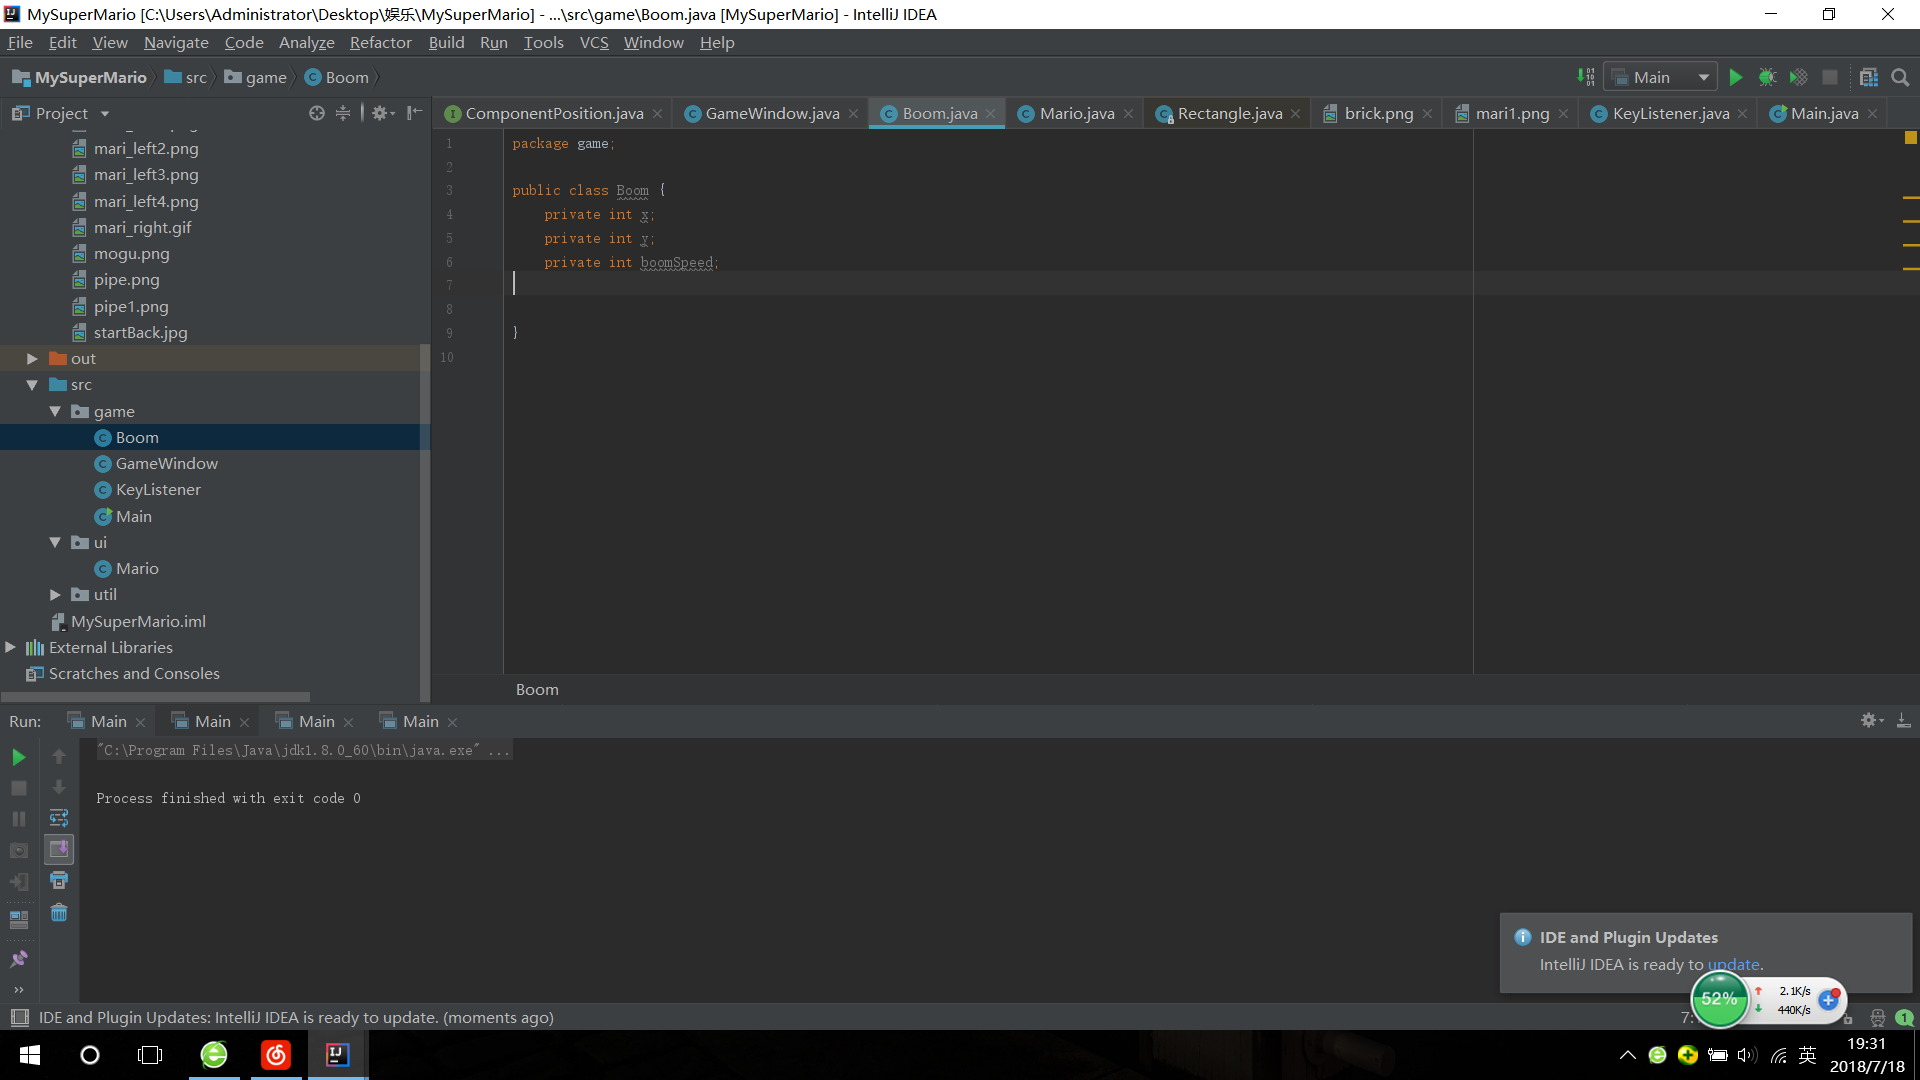 MySuperMario [C:\Users\Administrator\Desktop\娱乐\MySuperMario] - ...\src\game\Boom.java [MySuperMario] - IntelliJ IDEA
File Edit View Navigate Code Analyze Refactor Build Run Tools VCS Window Help
MySuperMario src game Boom
Main
Project
ComponentPosition.java GameWindow.java Boom.java Mario.java Rectangle.java brick.png mari1.png KeyListener.java Main.java
mari_left2.png
mari_left3.png
mari_left4.png
mari_right.gif
mogu.png
pipe.png
pipe1.png
startBack.jpg
out
src
game
Boom
GameWindow
KeyListener
Main
ui
Mario
util
MySuperMario.iml
External Libraries
Scratches and Consoles
1 package game;
2
3 public class Boom {
4 private int x;
5 private int y;
6 private int boomSpeed;
7
8
9 }
10
Boom
Run: Main Main Main Main
"C:\Program Files\Java\jdk1.8.0_60\bin\java.exe" ...
Process finished with exit code 0
IDE and Plugin Updates
IntelliJ IDEA is ready to update.
52% 2.1K/s
440K/s
IDE and Plugin Updates: IntelliJ IDEA is ready to update. (moments ago)
7:
1
英
19:31
2018/7/18